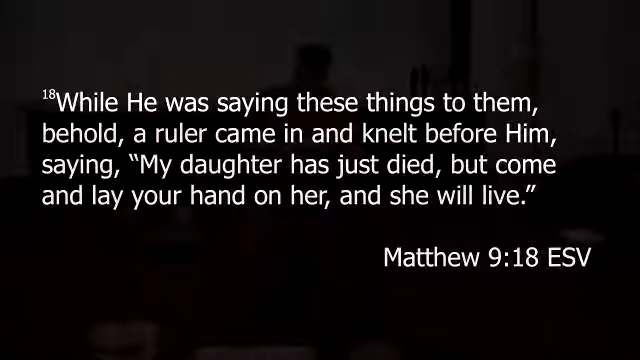 18While He was saying these things to them,
behold, a ruler came in and knelt before Him,
saying, “My daughter has just died, but come
and lay your hand on her, and she will live.”
Matthew 9:18 ESV